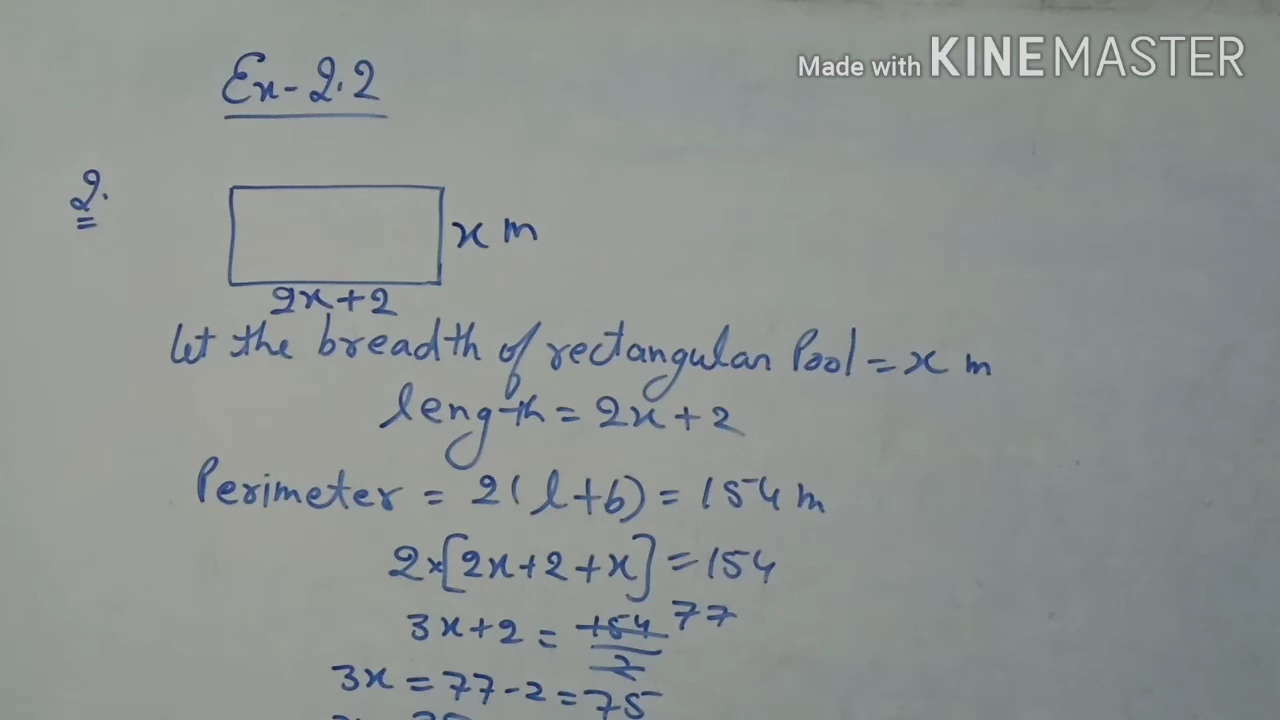 Made with KINEMASTER
Ex-2.2
2.
x m
2x+2
let the breadth of rectangular Pool = x m
length = 2x+2
Perimeter = 2(l+b) = 154 m
2×[2x+2+x] = 154
3x+2 = 154/2 77
3x = 77-2 = 75